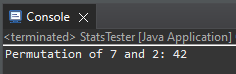 Console
<terminated> StatsTester [Java Application]
Permutation of 7 and 2: 42